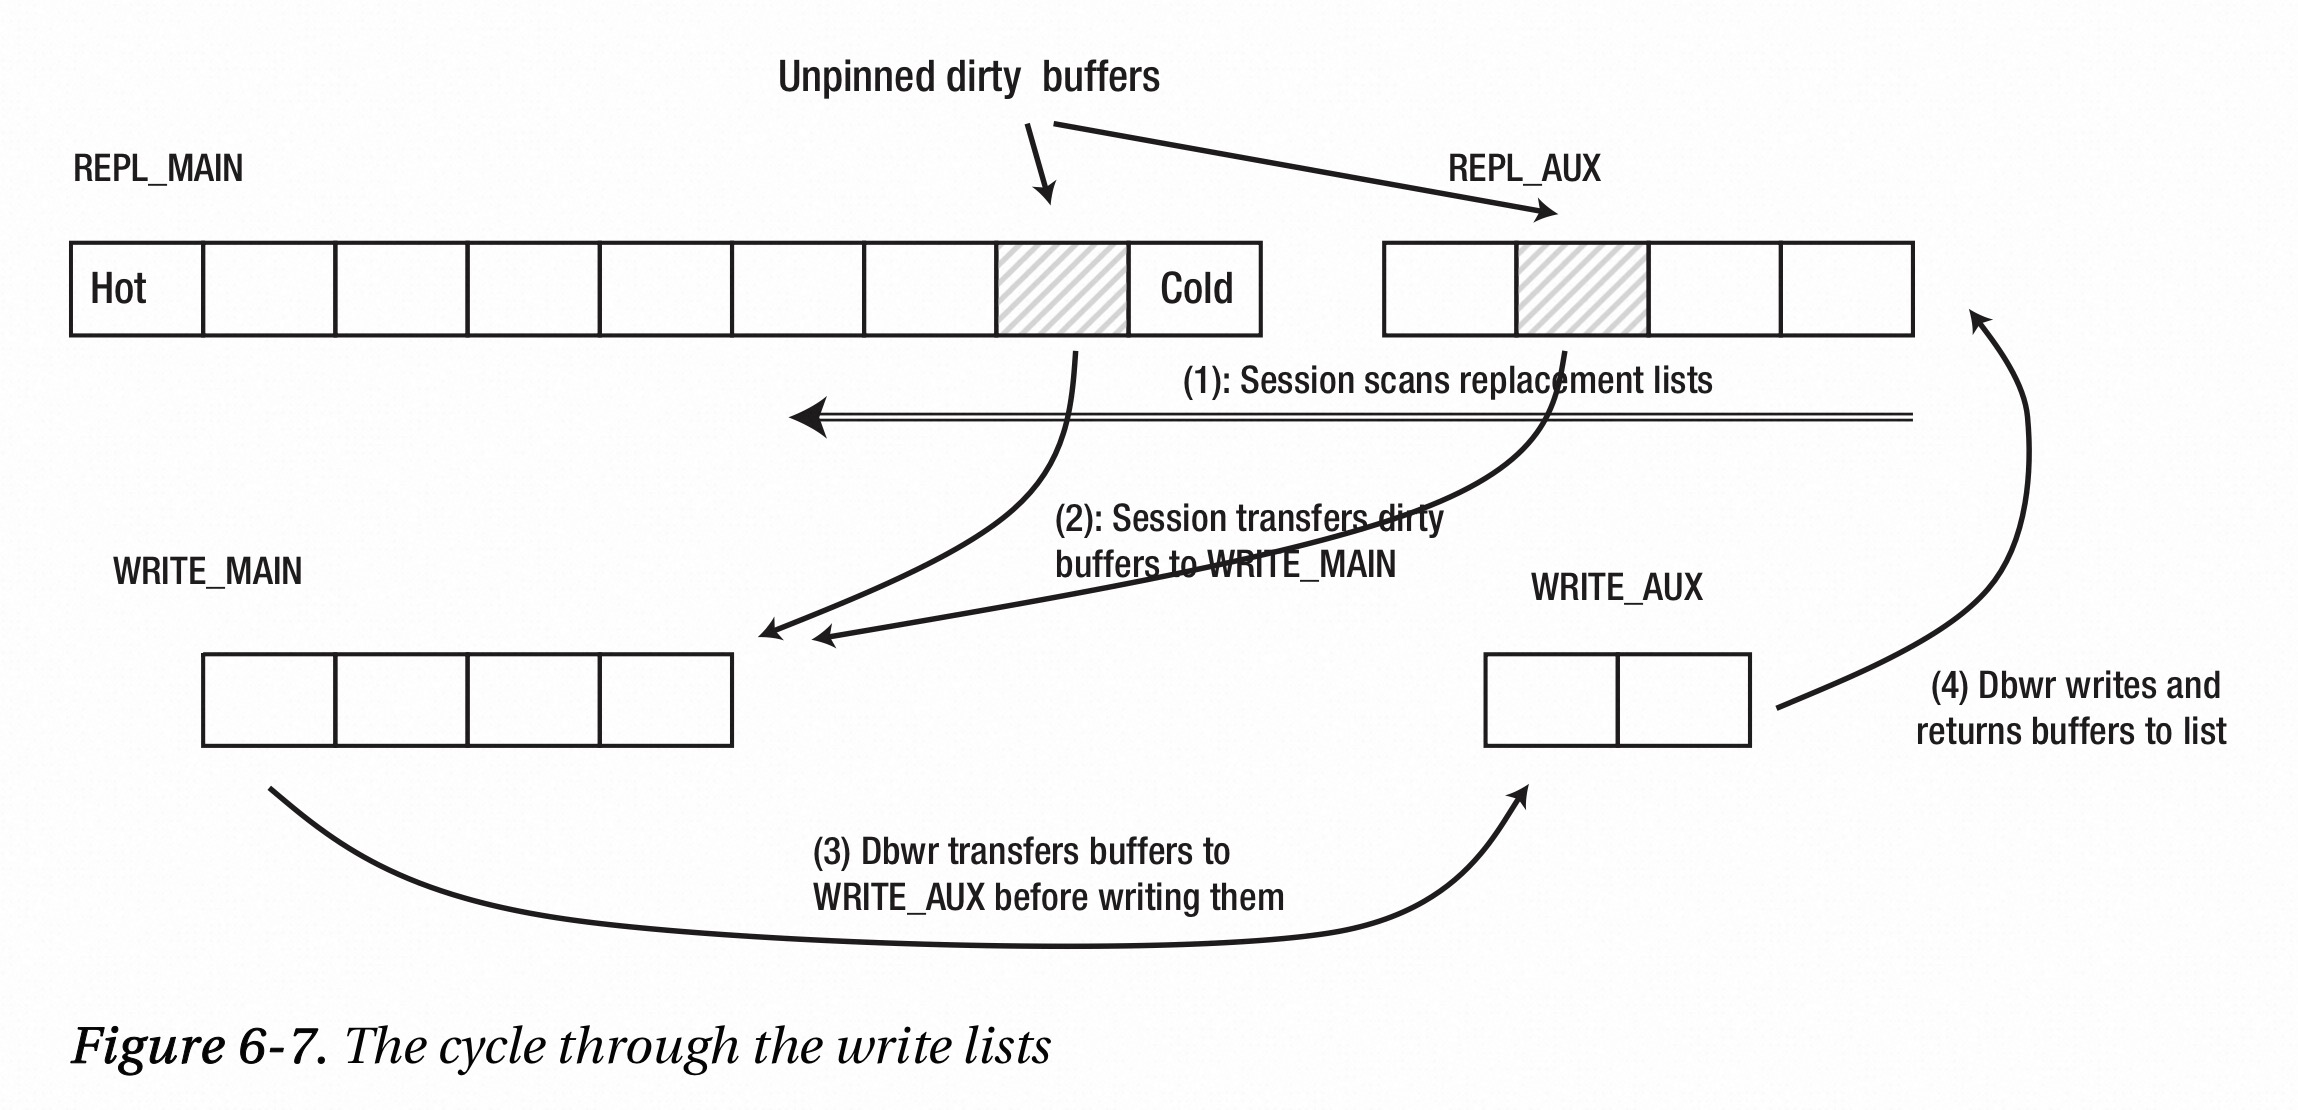 Unpinned dirty buffers
REPL_MAIN
REPL_AUX
Hot
Cold
(1): Session scans replacement lists
(2): Session transfers dirty
buffers to WRITE_MAIN
WRITE_MAIN
WRITE_AUX
(4) Dbwr writes and
returns buffers to list
(3) Dbwr transfers buffers to
WRITE_AUX before writing them
Figure 6-7. The cycle through the write lists